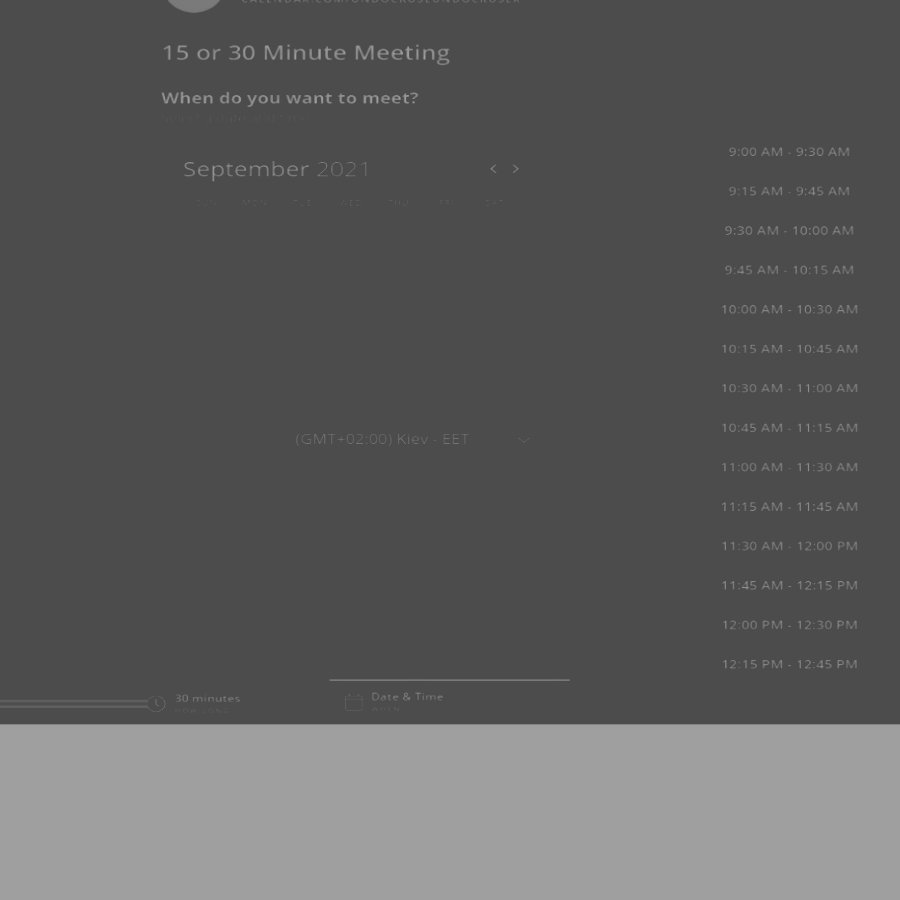 15 or 30 Minute Meeting
When do you want to meet?
September 2021
< >
MON TUE WED THU FRI SAT
(GMT+02:00) Kiev - EET
9:00 AM - 9:30 AM
9:15 AM - 9:45 AM
9:30 AM - 10:00 AM
9:45 AM - 10:15 AM
10:00 AM - 10:30 AM
10:15 AM - 10:45 AM
10:30 AM - 11:00 AM
10:45 AM - 11:15 AM
11:00 AM - 11:30 AM
11:15 AM - 11:45 AM
11:30 AM - 12:00 PM
11:45 AM - 12:15 PM
12:00 PM - 12:30 PM
12:15 PM - 12:45 PM
30 minutes
Date & Time